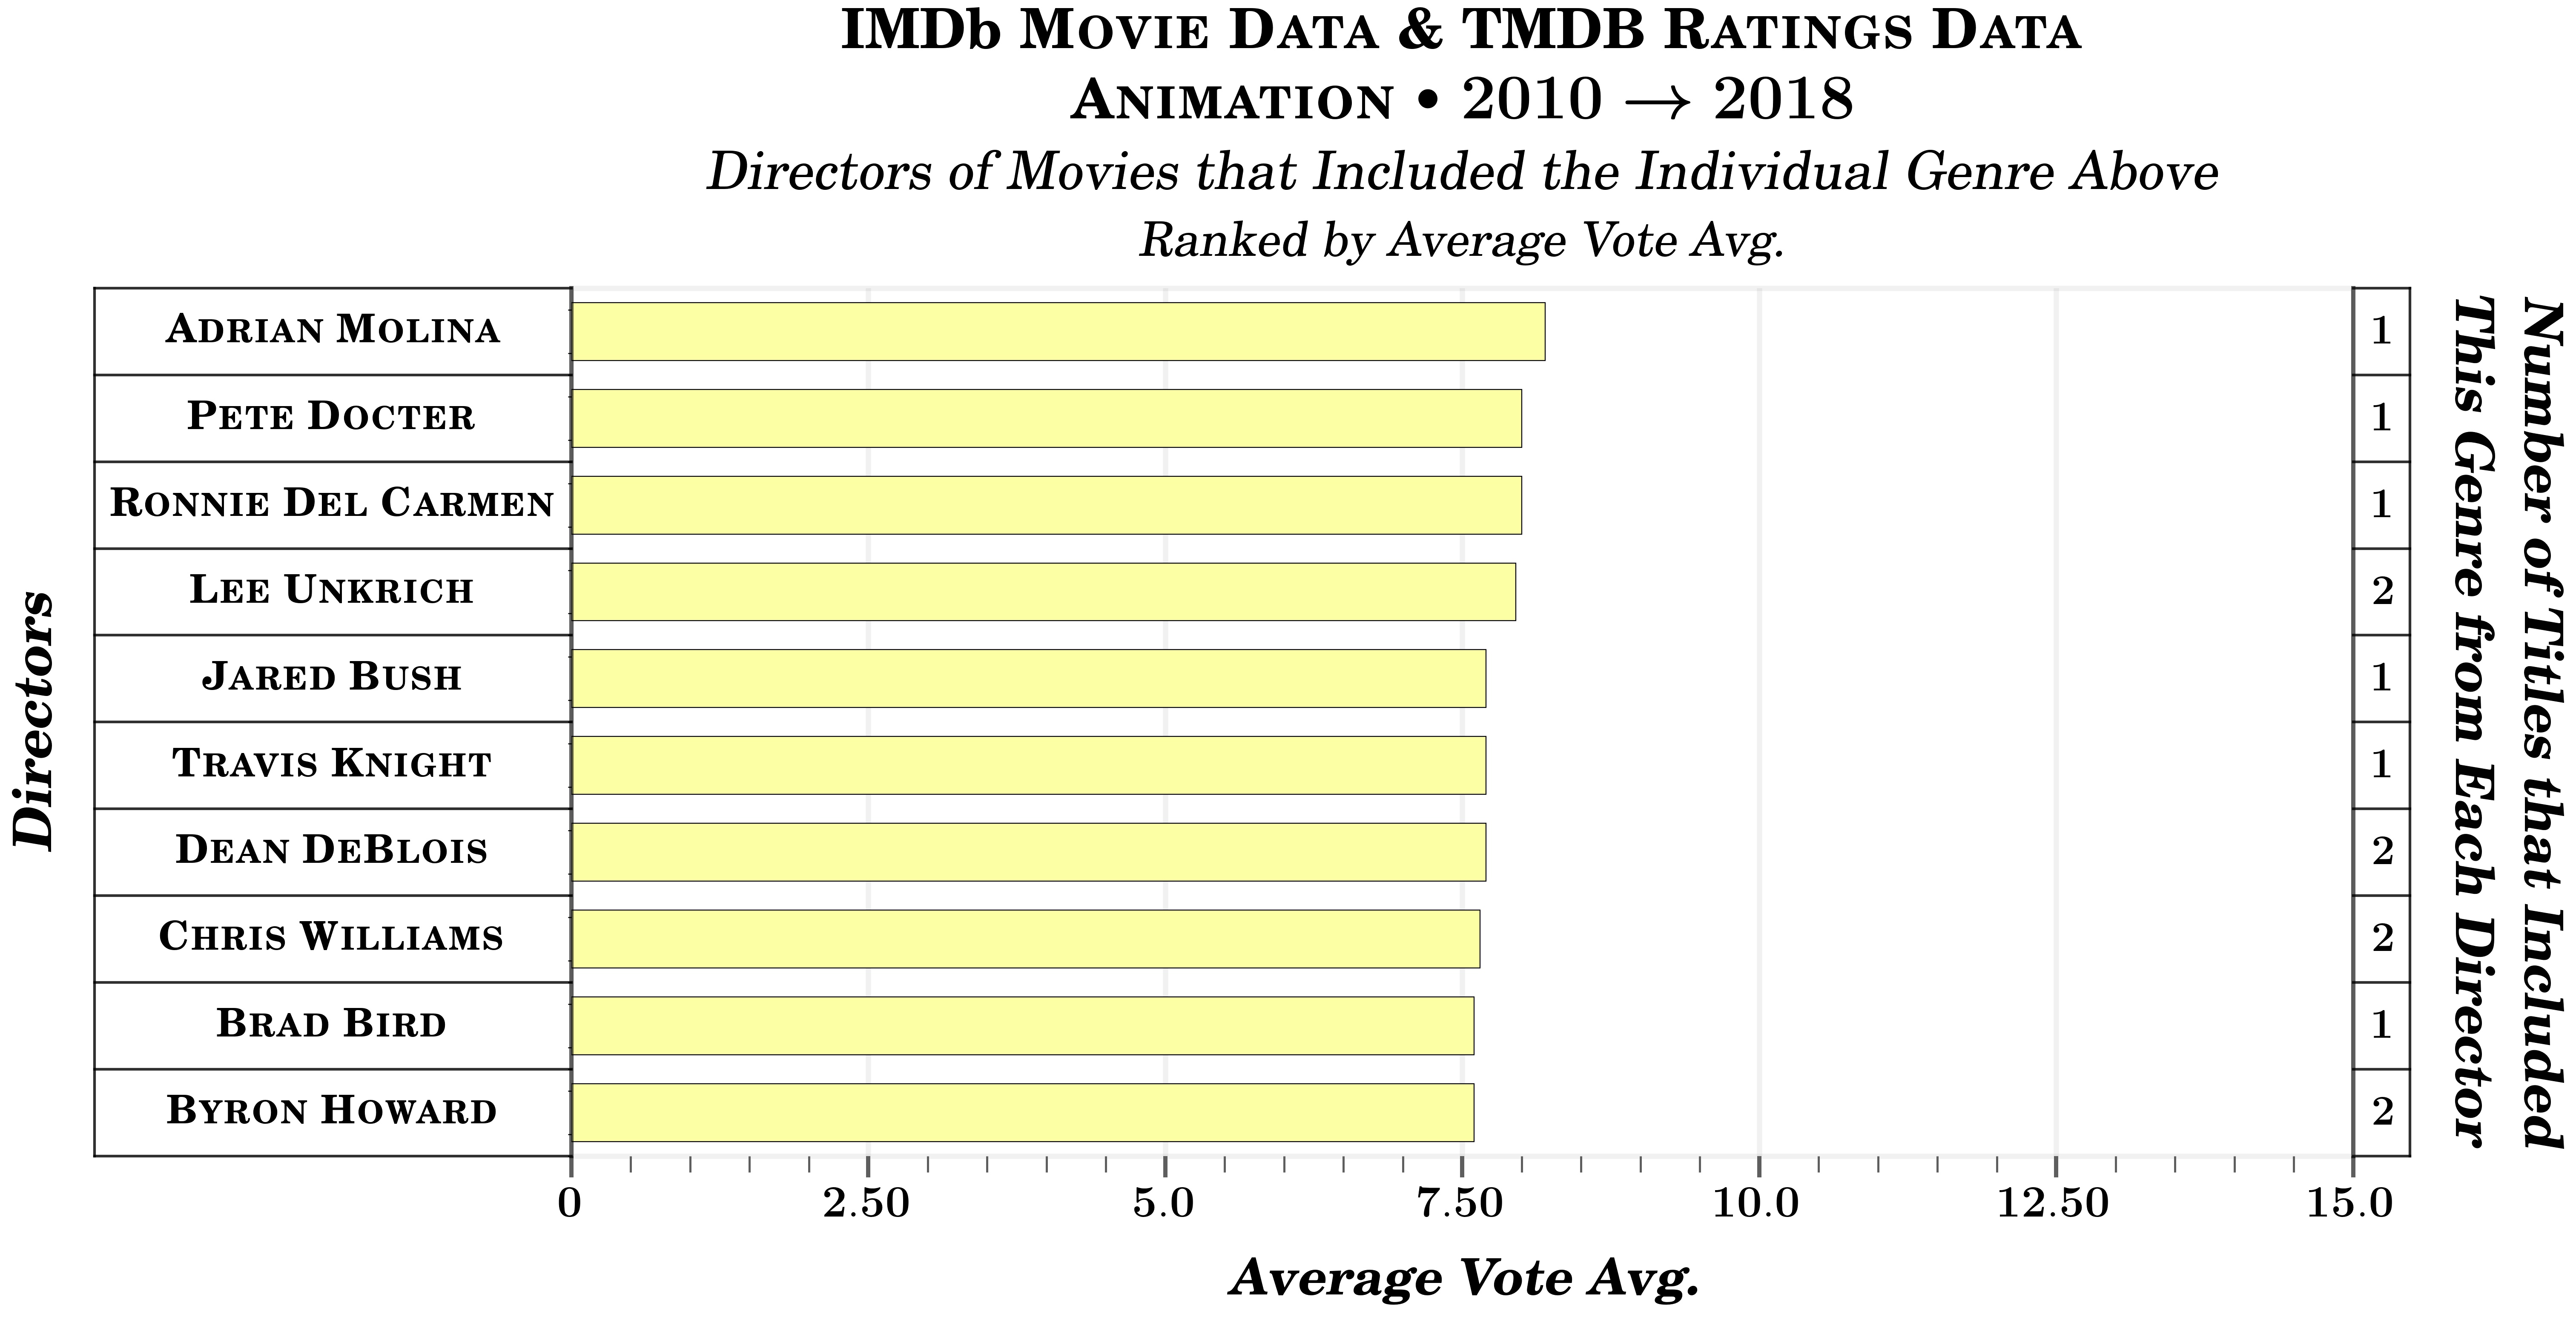 IMDb MOVIE DATA & TMDB RATINGS DATA
ANIMATION • 2010 → 2018
Directors of Movies that Included the Individual Genre Above
Ranked by Average Vote Avg.
Directors
ADRIAN MOLINA 1
PETE DOCTER 1
RONNIE DEL CARMEN 1
LEE UNKRICH 2
JARED BUSH 1
TRAVIS KNIGHT 1
DEAN DEBLOIS 2
CHRIS WILLIAMS 2
BRAD BIRD 1
BYRON HOWARD 2
Number of Titles that Included
This Genre from Each Director
0 2.50 5.0 7.50 10.0 12.50 15.0
Average Vote Avg.